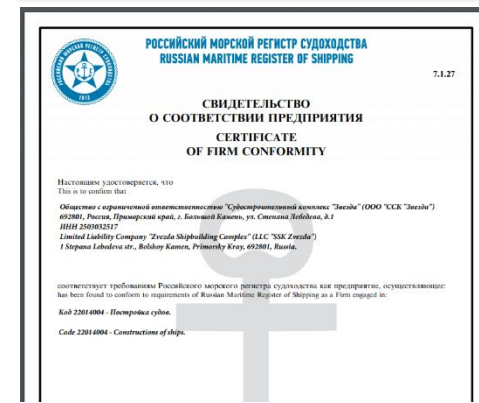 РОССИЙСКИЙ МОРСКОЙ РЕГИСТР СУДОХОДСТВА
RUSSIAN MARITIME REGISTER OF SHIPPING
7.1.27
СВИДЕТЕЛЬСТВО
О СООТВЕТСТВИИ ПРЕДПРИЯТИЯ
CERTIFICATE
OF FIRM CONFORMITY
Настоящим удостоверяется, что
This is to confirm that
Общество с ограниченной ответственностью "Судостроительный комплекс "Звезда" (ООО "ССК "Звезда")
692801, Россия, Приморский край, г. Большой Камень, ул. Степана Лебедева, д.1
ИНН 2503032517
Limited Liability Company "Zvezda Shipbuilding Complex" (LLC "SSK Zvezda")
1 Stepana Lebedeva str., Bolshoy Kamen, Primorsky Kray, 692801, Russia.
соответствует требованиям Российского морского регистра судоходства как предприятие, осуществляющее:
has been found to conform to requirements of Russian Maritime Register of Shipping as a Firm engaged in:
Код 22014004 - Постройка судов.
Code 22014004 - Constructions of ships.